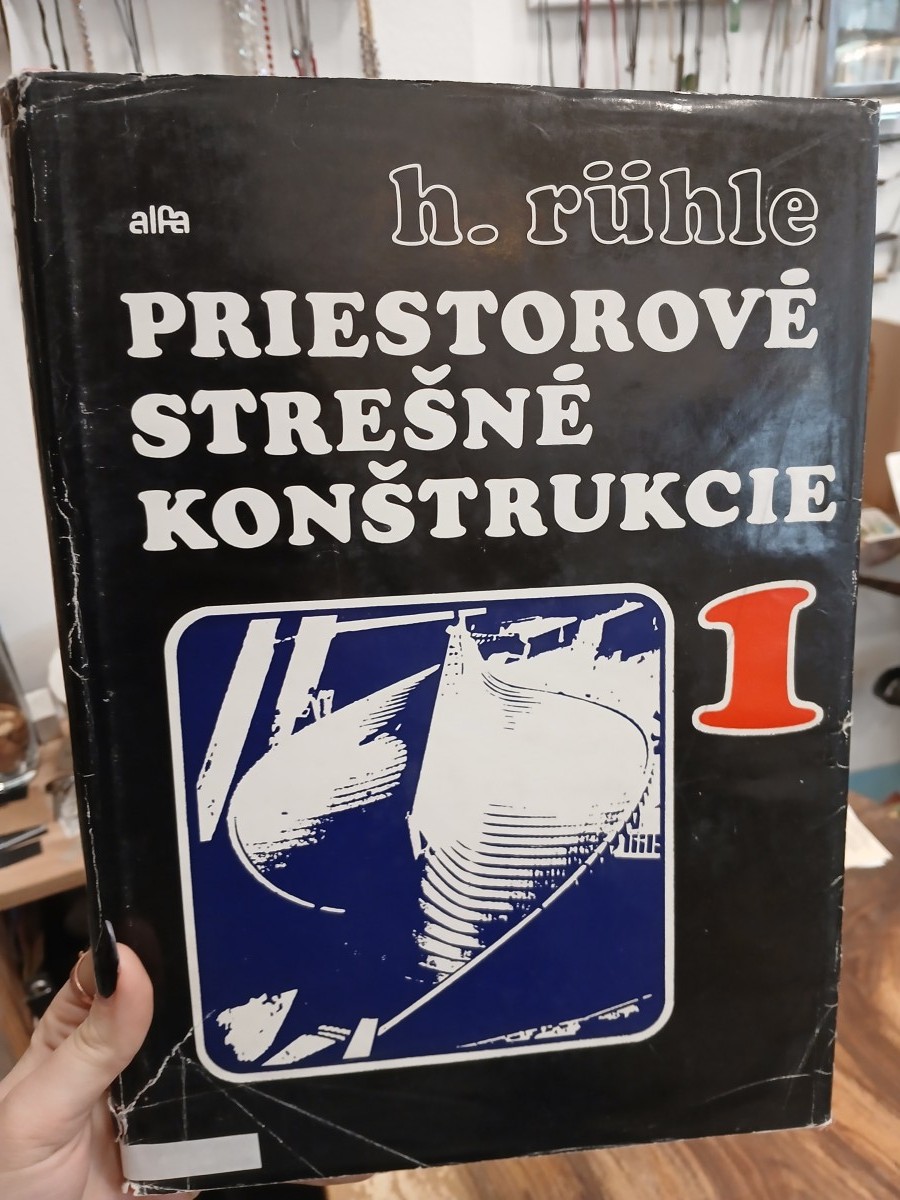 alfa
h. rühle
PRIESTOROVÉ
STREŠNÉ
KONŠTRUKCIE
1